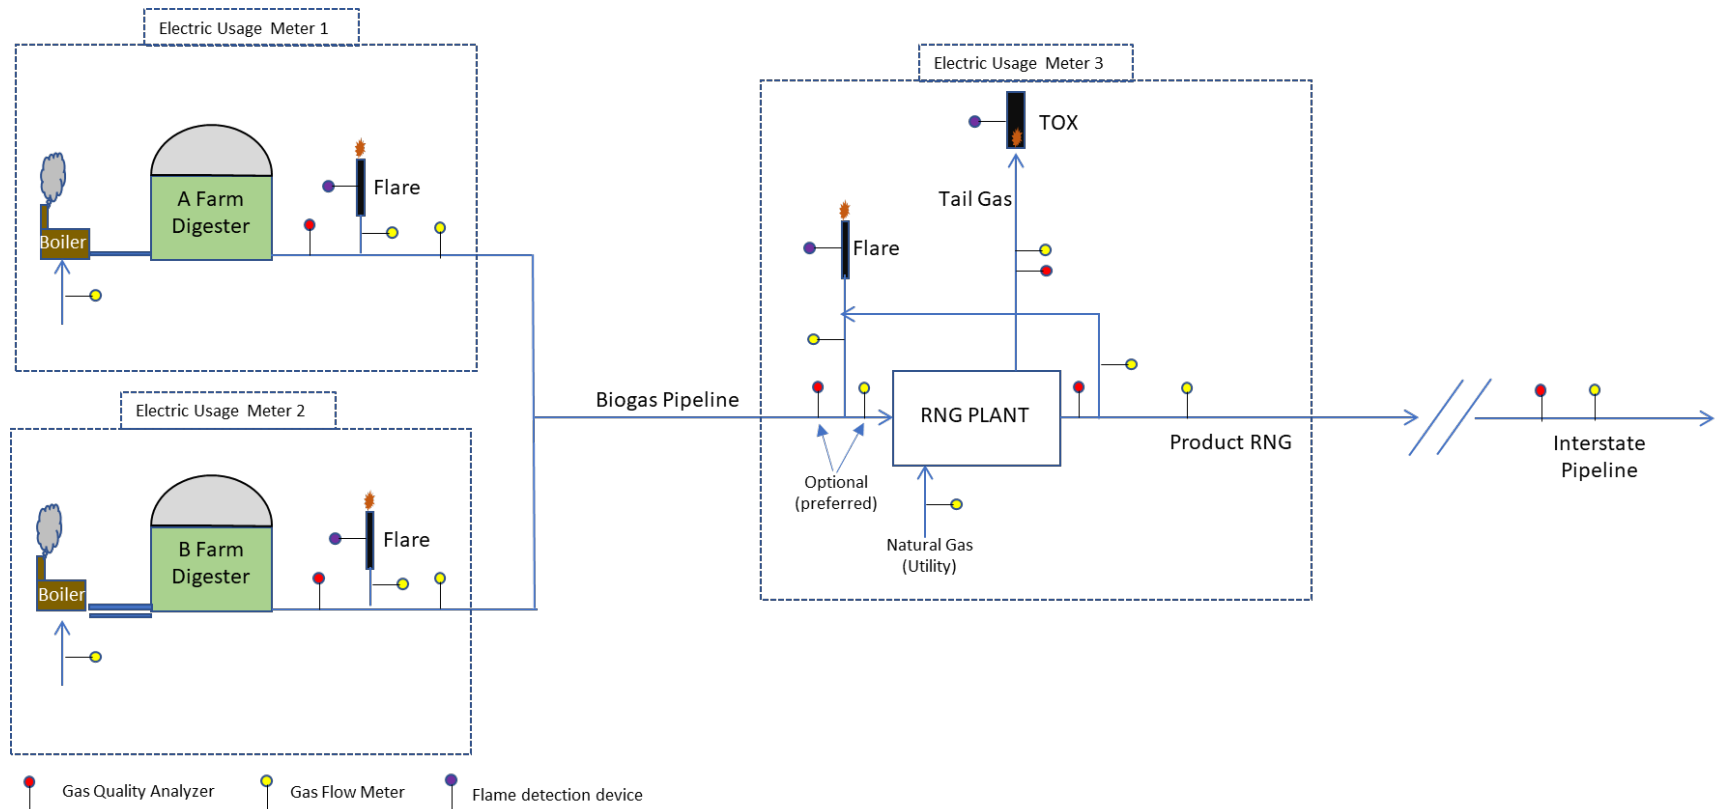 Electric Usage Meter 1
A Farm
Digester
Boiler
Flare
Electric Usage Meter 2
B Farm
Digester
Boiler
Flare
Biogas Pipeline
Electric Usage Meter 3
TOX
Tail Gas
Flare
RNG PLANT
Optional
(preferred)
Natural Gas
(Utility)
Product RNG
Interstate
Pipeline
Gas Quality Analyzer
Gas Flow Meter
Flame detection device